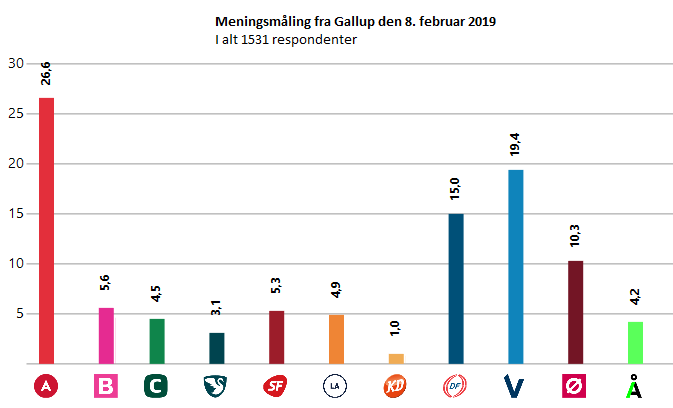 Meningsmåling fra Gallup den 8. februar 2019
I alt 1531 respondenter
30
25
20
15
10
5
26,6
5,6
4,5
3,1
5,3
4,9
1,0
15,0
19,4
10,3
4,2
A
B
C
SF
LA
KD
DF
V
Ø
Å